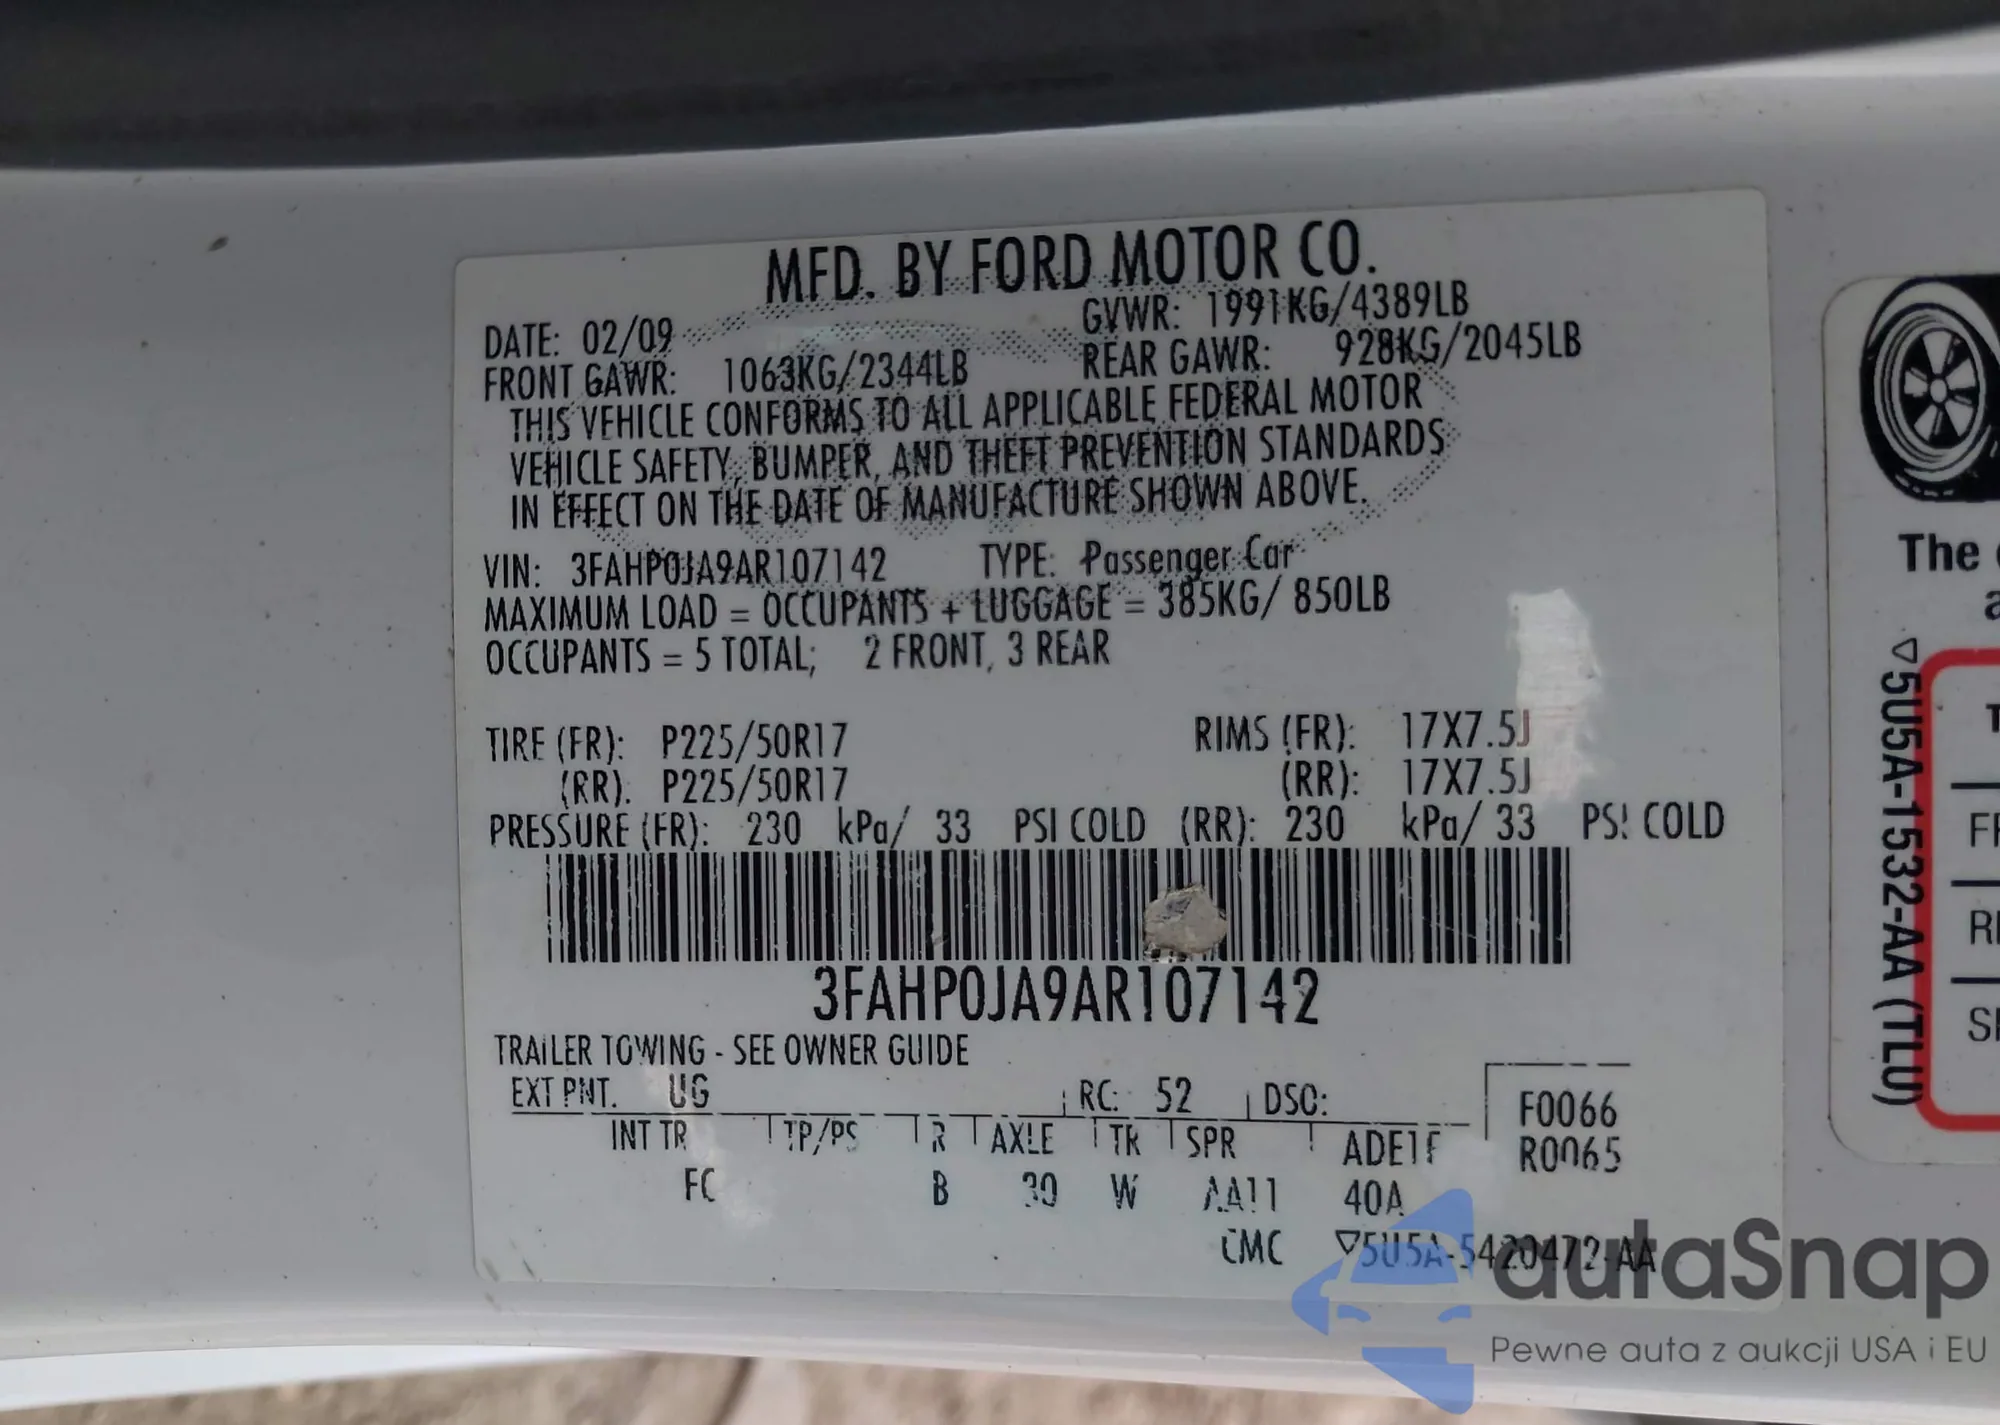 MFD. BY FORD MOTOR CO.
DATE: 02/09
GVWR: 1991KG/4389LB
FRONT GAWR: 1063KG/2344LB
REAR GAWR: 928KG/2045LB
THIS VEHICLE CONFORMS TO ALL APPLICABLE FEDERAL MOTOR
VEHICLE SAFETY, BUMPER, AND THEFT PREVENTION STANDARDS
IN EFFECT ON THE DATE OF MANUFACTURE SHOWN ABOVE.
VIN: 3FAHP0JA9AR107142 TYPE: Passenger Car
MAXIMUM LOAD = OCCUPANTS + LUGGAGE = 385KG/ 850LB
OCCUPANTS = 5 TOTAL; 2 FRONT, 3 REAR
TIRE (FR): P225/50R17 RIMS (FR): 17X7.5J
(RR): P225/50R17 (RR): 17X7.5J
PRESSURE (FR): 230 kPa/ 33 PSI COLD (RR): 230 kPa/ 33 PSI COLD
3FAHP0JA9AR107142
TRAILER TOWING - SEE OWNER GUIDE
EXT PNT: UG RC: 52 DSO:
F0066
R0065
INT TR TP/PS R AXLE TR SPR
FC B 30 W AA11
40A
CMC ▽5U5A-5420472-AA
The
▽5U5A-1532-AA (TLU)
autaSnap
Pewne auta z aukcji USA i EU